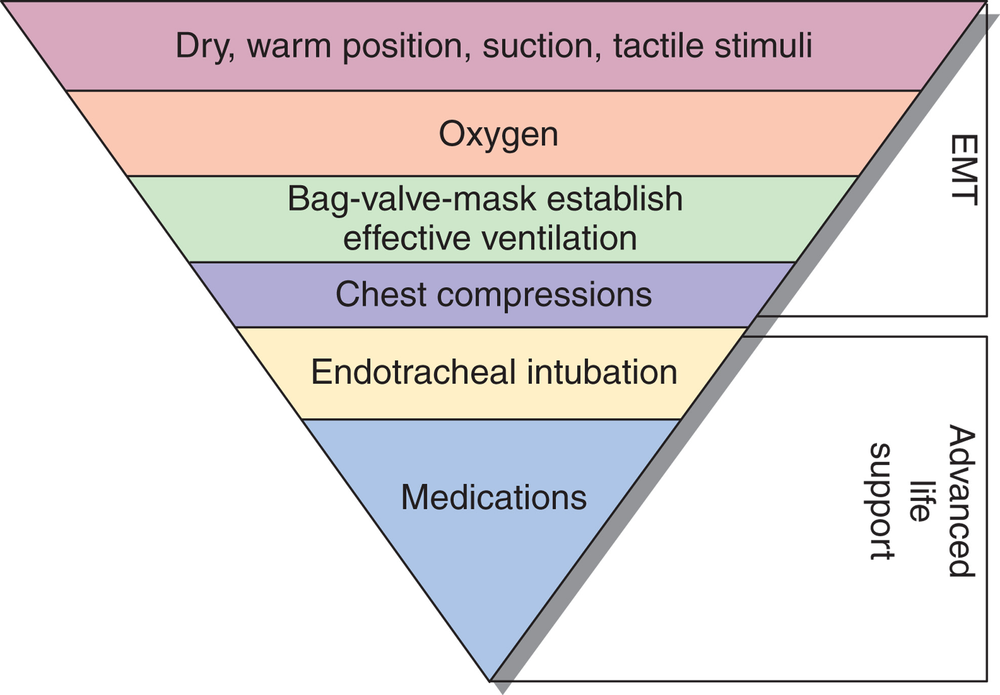 Dry, warm position, suction, tactile stimuli
Oxygen
Bag-valve-mask establish
effective ventilation
Chest compressions
Endotracheal intubation
Medications
EMT
Advanced
life
support